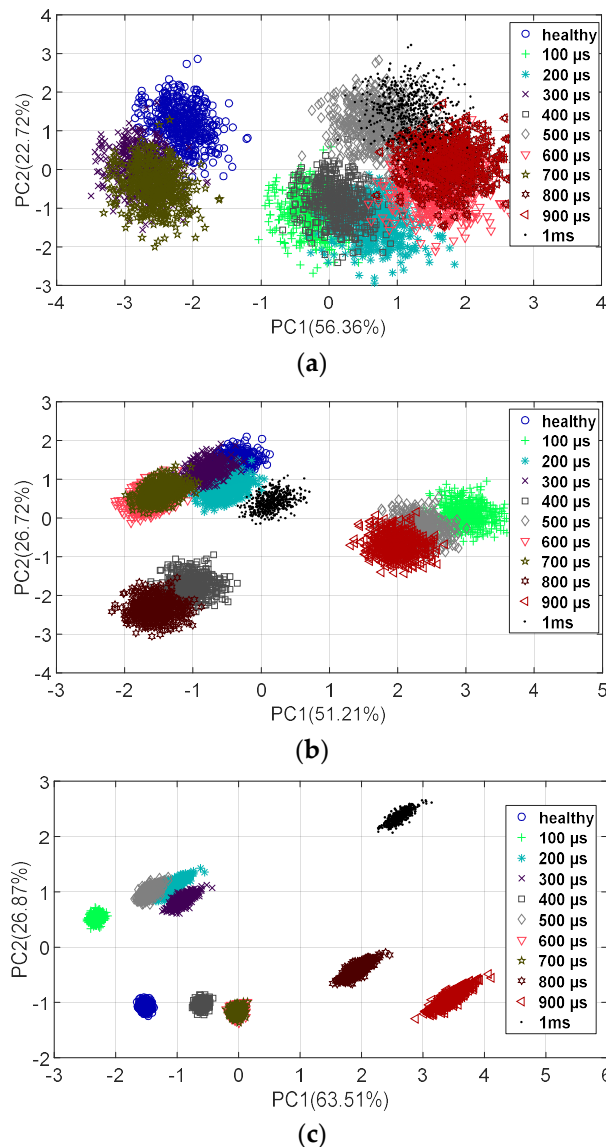 4
3
2
1
0
-1
-2
-3
PC2(22.72%)
-4 -3 -2 -1 0 1 2 3 4
PC1(56.36%)
healthy
100 µs
200 µs
300 µs
400 µs
500 µs
600 µs
700 µs
800 µs
900 µs
1ms
(a)
3
2
1
0
-1
-2
-3
-4
PC2(26.72%)
-3 -2 -1 0 1 2 3 4 5
PC1(51.21%)
healthy
100 µs
200 µs
300 µs
400 µs
500 µs
600 µs
700 µs
800 µs
900 µs
1ms
(b)
3
2
1
0
-1
-2
PC2(26.87%)
-3 -2 -1 0 1 2 3 4 5 6
PC1(63.51%)
healthy
100 µs
200 µs
300 µs
400 µs
500 µs
600 µs
700 µs
800 µs
900 µs
1ms
(c)